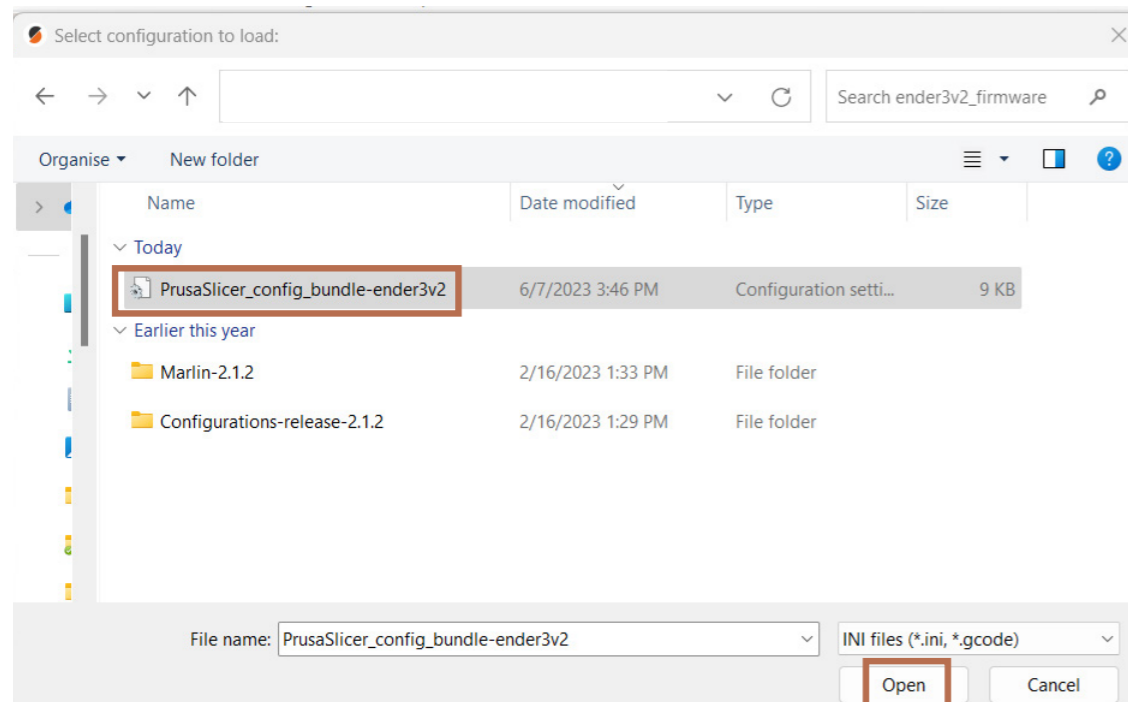 Select configuration to load:
Search ender3v2_firmware
Organise New folder
Name Date modified Type Size
Today
PrusaSlicer_config_bundle-ender3v2 6/7/2023 3:46 PM Configuration setti... 9 KB
Earlier this year
Marlin-2.1.2 2/16/2023 1:33 PM File folder
Configurations-release-2.1.2 2/16/2023 1:29 PM File folder
File name: PrusaSlicer_config_bundle-ender3v2 INI files (*.ini, *.gcode)
Open Cancel